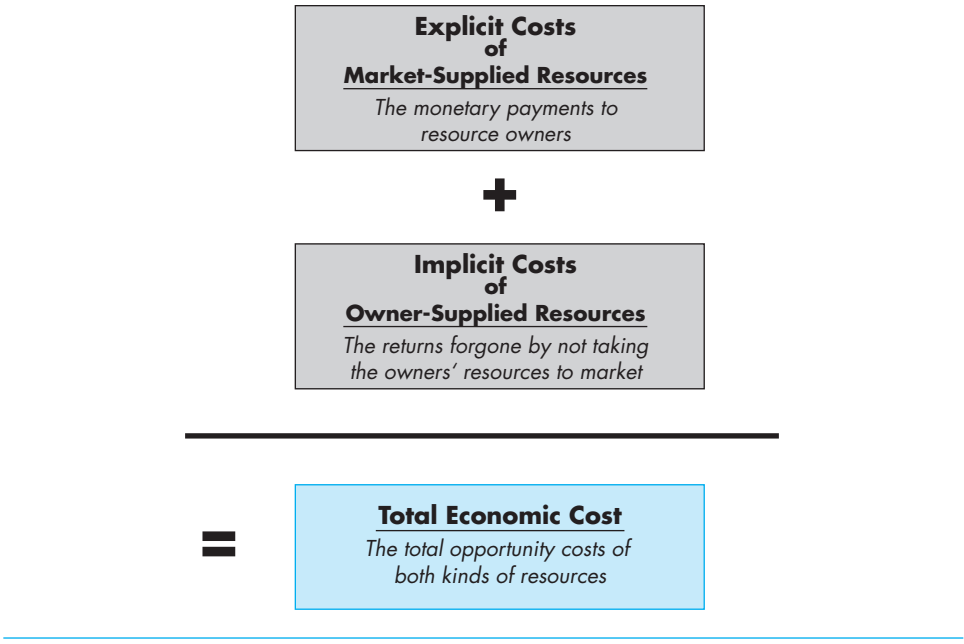 Explicit Costs
of
Market-Supplied Resources
The monetary payments to
resource owners
+
Implicit Costs
of
Owner-Supplied Resources
The returns forgone by not taking
the owners‘ resources to market
=
Total Economic Cost
The total opportunity costs of
both kinds of resources